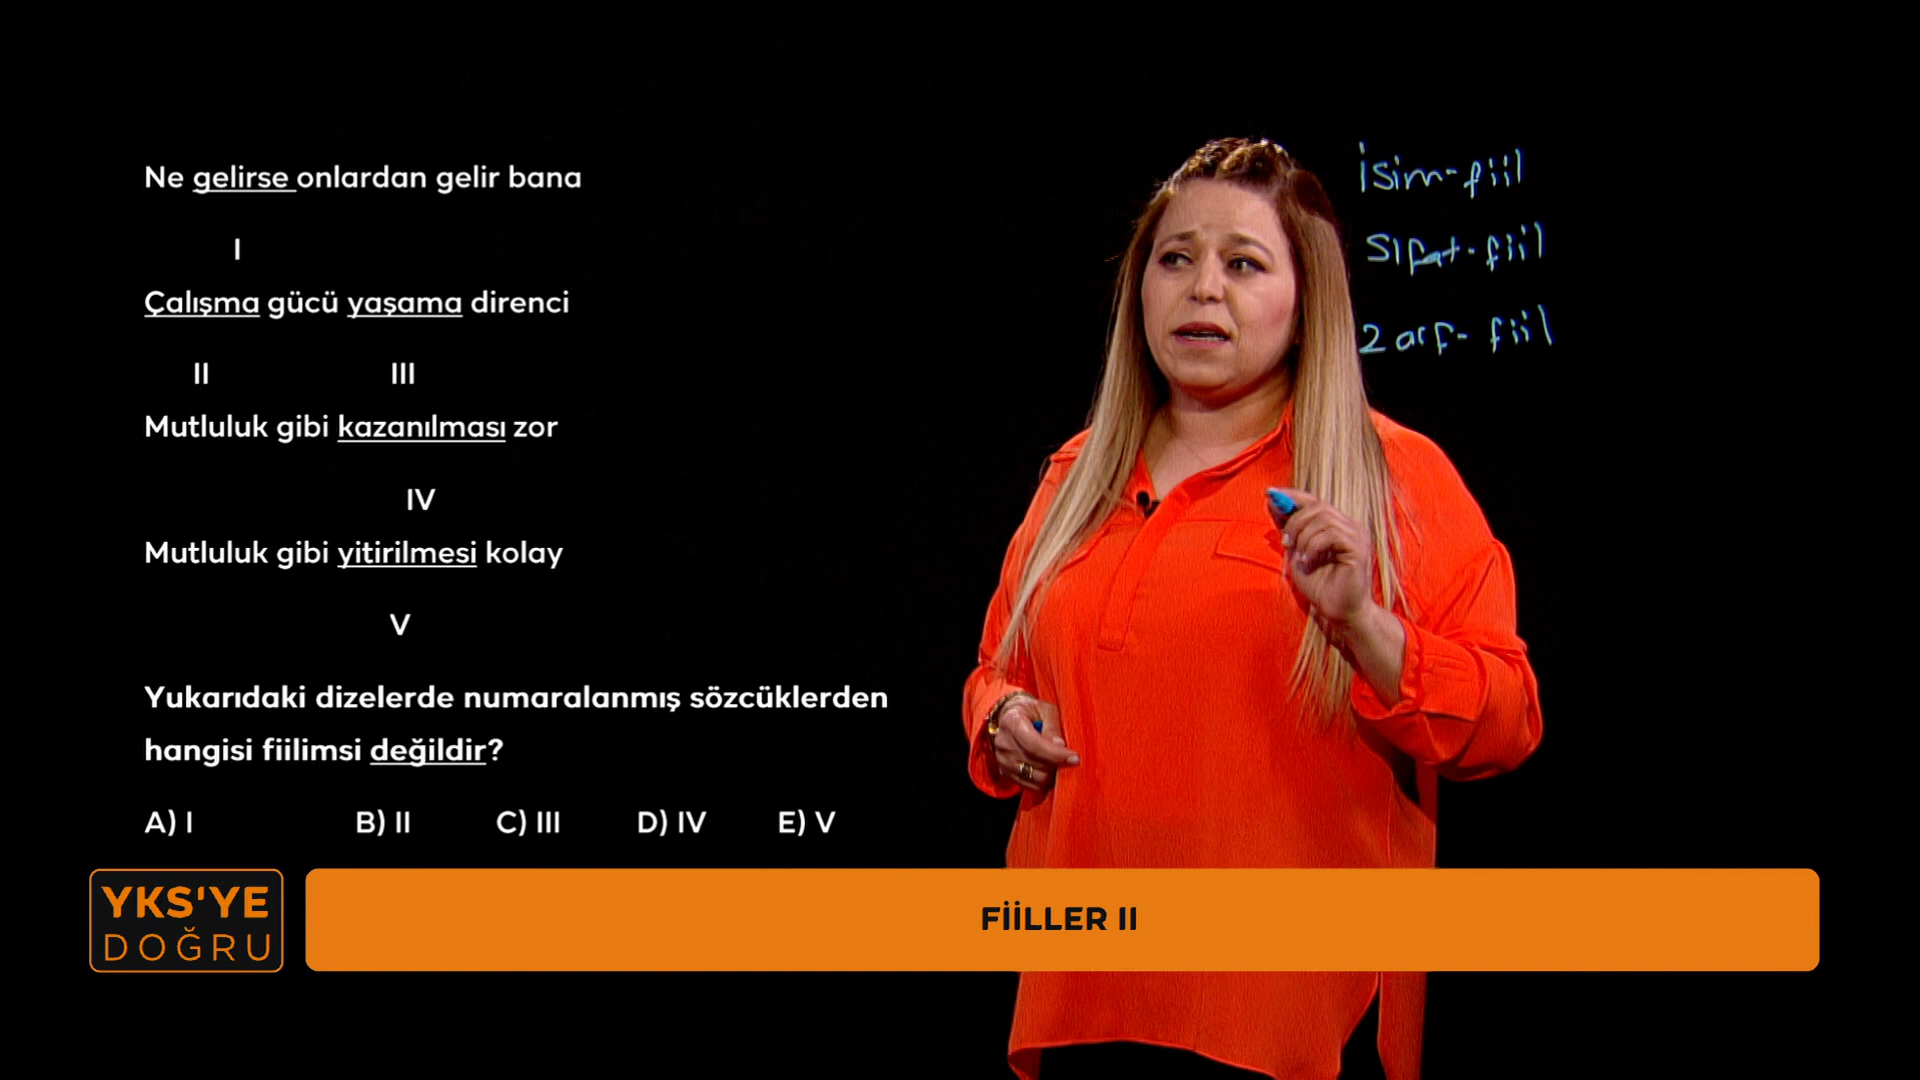 Ne gelirse onlardan gelir bana
I
Çalışma gücü yaşama direnci
II III
Mutluluk gibi kazanılması zor
IV
Mutluluk gibi yitirilmesi kolay
V
Yukarıdaki dizelerde numaralanmış sözcüklerden
hangisi fiilimsi değildir?
A) I B) II C) III D) IV E) V
İsim-fiil
Sıfat-fiil
Zarf-fiil
YKS'YE
DOĞRU
FİİLLER II